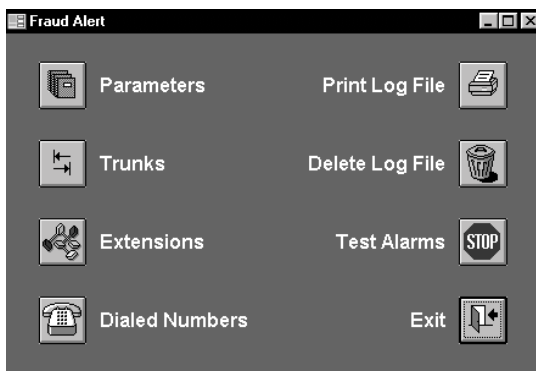 Fraud Alert
Parameters
Print Log File
Trunks
Delete Log File
Extensions
Test Alarms
STOP
Dialed Numbers
Exit